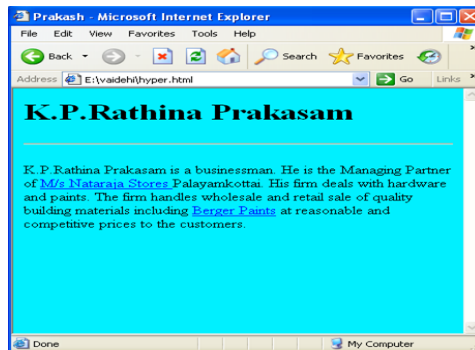 Prakash - Microsoft Internet Explorer
File Edit View Favorites Tools Help
Back Search Favorites
Address E:\vaidehi\hyper.html Go Links
K.P.Rathina Prakasam
K.P.Rathina Prakasam is a businessman. He is the Managing Partner
of M/s Nataraja Stores Palayamkottai. His firm deals with hardware
and paints. The firm handles wholesale and retail sale of quality
building materials including Berger Paints at reasonable and
competitive prices to the customers.
Done My Computer